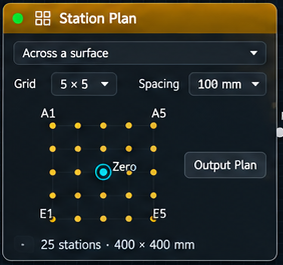 Station Plan
Across a surface
Grid 5 × 5 Spacing 100 mm
A1 A5
Zero
Output Plan
E1 E5
- 25 stations · 400 × 400 mm